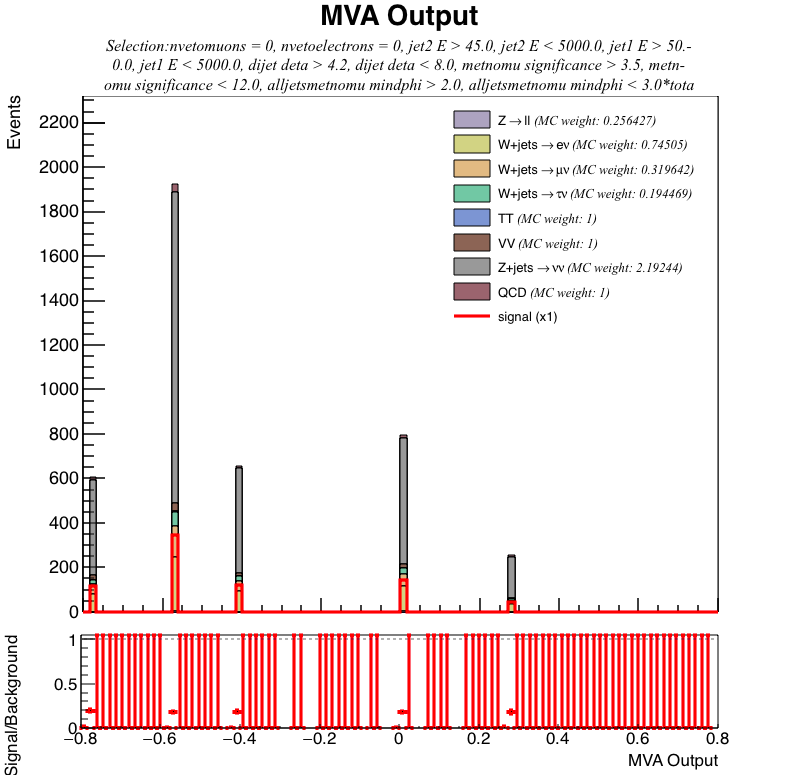 MVA Output
Selection:nvetomuons = 0, nvetoelectrons = 0, jet2 E > 45.0, jet2 E < 5000.0, jet1 E > 50.-
0.0, jet1 E < 5000.0, dijet deta > 4.2, dijet deta < 8.0, metnomu significance > 3.5, metn-
omu significance < 12.0, alljetsmetnomu mindphi > 2.0, alljetsmetnomu mindphi < 3.0*tota
Events
2200
2000
1800
1600
1400
1200
1000
800
600
400
200
0
Z→ll (MC weight: 0.256427)
W+jets→eν (MC weight: 0.74505)
W+jets→μν (MC weight: 0.319642)
W+jets→τν (MC weight: 0.194469)
TT (MC weight: 1)
VV (MC weight: 1)
Z+jets→νν (MC weight: 2.19244)
QCD (MC weight: 1)
signal (x1)
Signal/Background
1
0.5
0
−0.8 −0.6 −0.4 −0.2 0 0.2 0.4 0.6 0.8
MVA Output